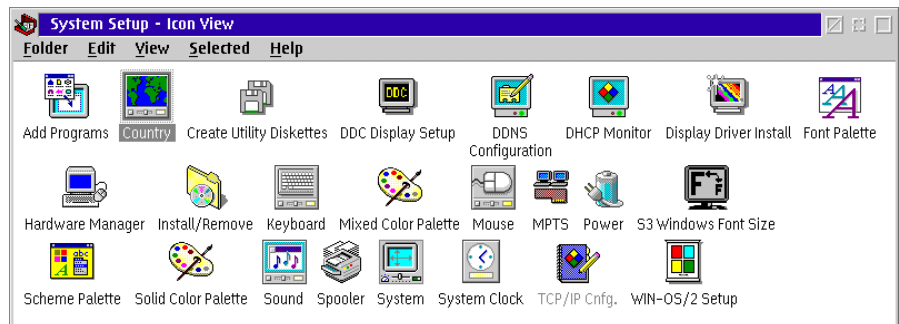 System Setup - Icon View
Folder Edit View Selected Help
DDC
Add Programs Country Create Utility Diskettes DDC Display Setup DDNS Configuration DHCP Monitor Display Driver Install Font Palette
Hardware Manager Install/Remove Keyboard Mixed Color Palette Mouse MPTS Power S3 Windows Font Size
abc
Scheme Palette Solid Color Palette Sound Spooler System System Clock TCP/IP Cnfg. WIN-OS/2 Setup